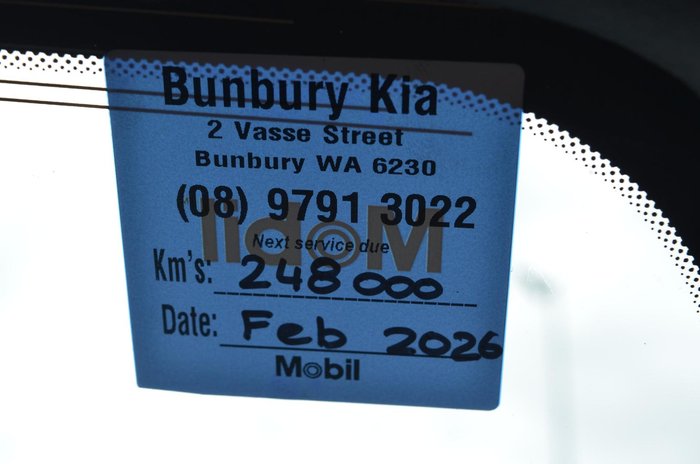 Bunbury Kia
2 Vasse Street
Bunbury WA 6230
(08) 9791 3022
Mobil
Next service due
Km's: 248 000
Date: Feb 2026
Mobil